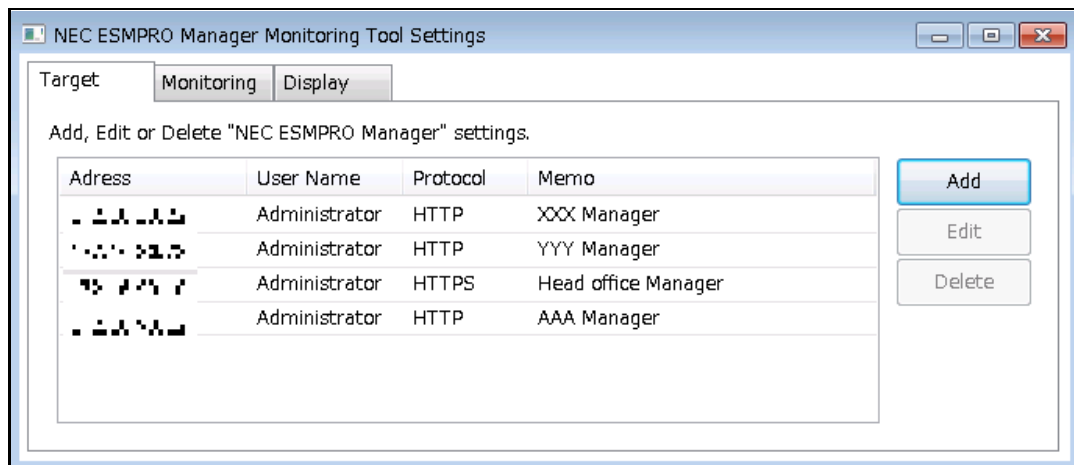 NEC ESMPRO Manager Monitoring Tool Settings
Target Monitoring Display
Add, Edit or Delete "NEC ESMPRO Manager" settings.
Adress User Name Protocol Memo
Add
Administrator HTTP XXX Manager
Edit
Administrator HTTP YYY Manager
Administrator HTTPS Head office Manager
Delete
Administrator HTTP AAA Manager